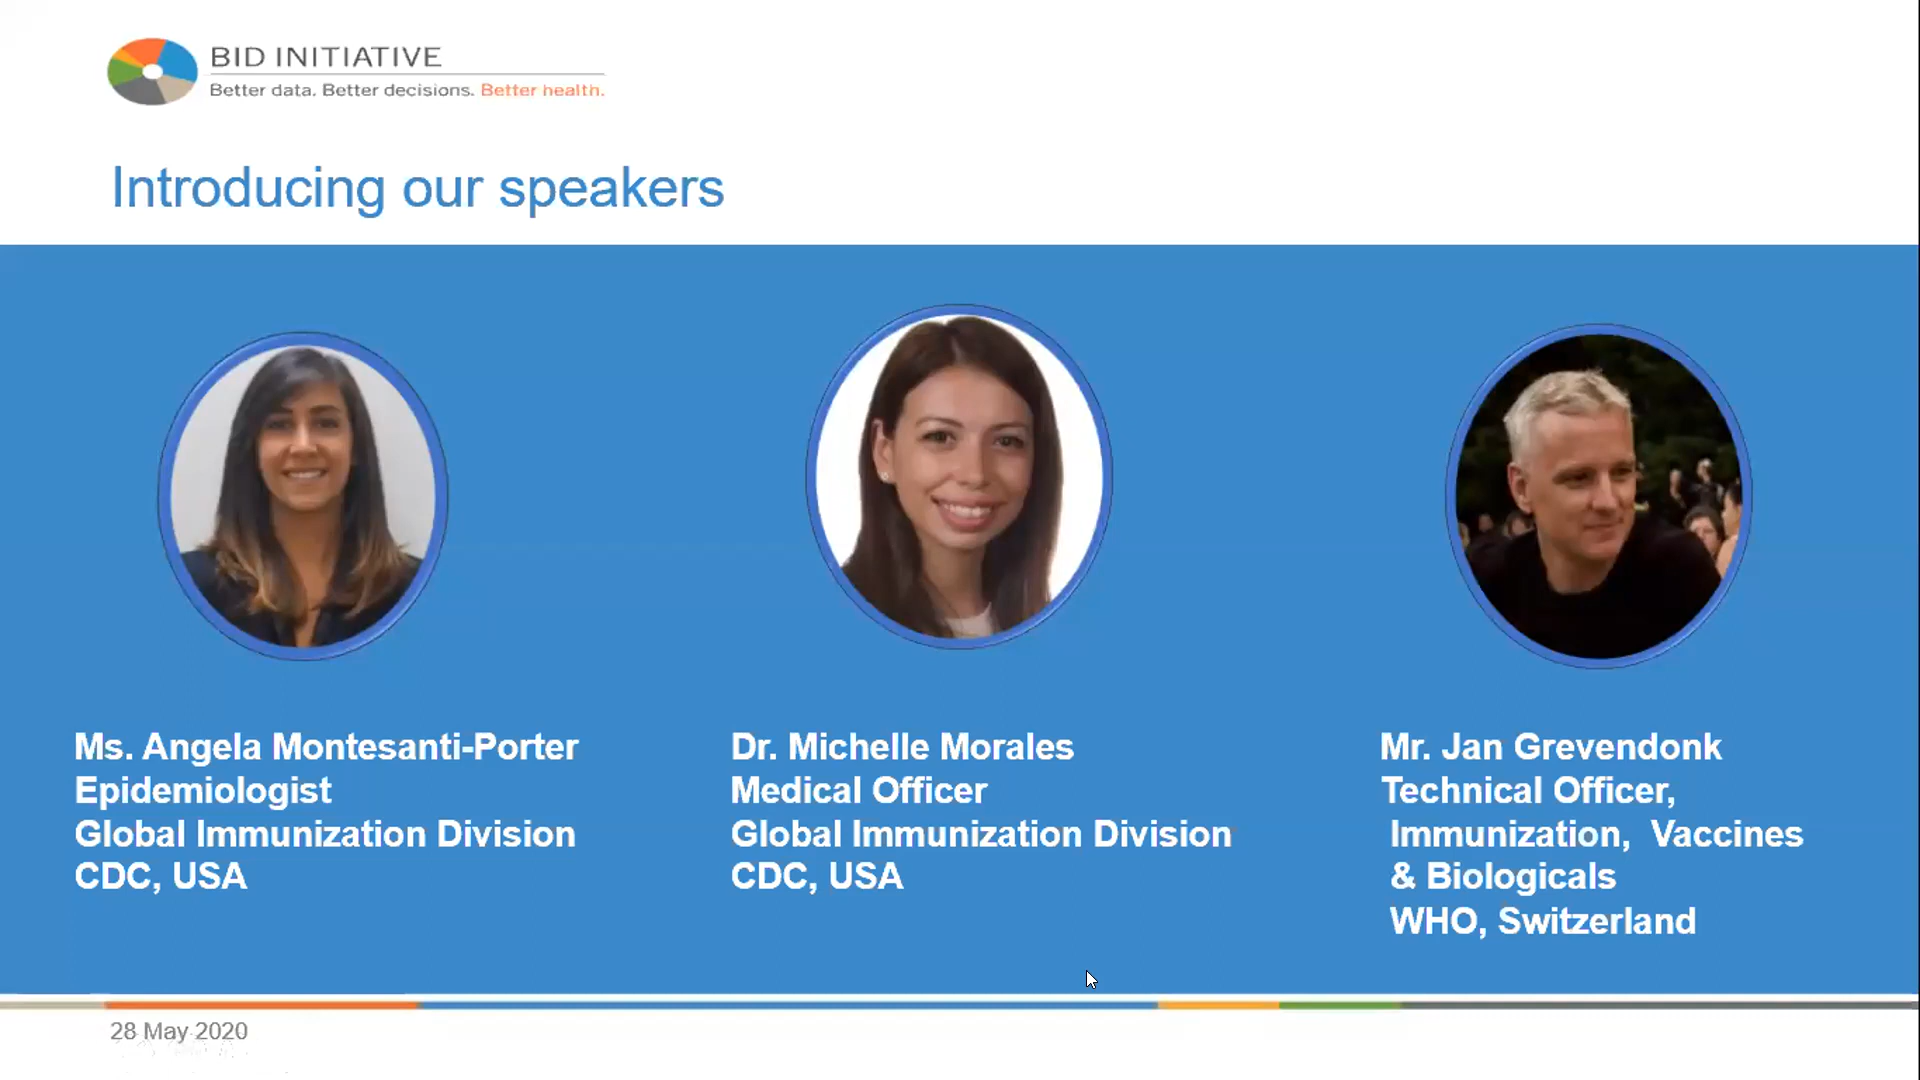 BID INITIATIVE
Better data. Better decisions. Better health.
Introducing our speakers
Ms. Angela Montesanti-Porter
Epidemiologist
Global Immunization Division
CDC, USA
Dr. Michelle Morales
Medical Officer
Global Immunization Division
CDC, USA
Mr. Jan Grevendonk
Technical Officer,
Immunization, Vaccines
& Biologicals
WHO, Switzerland
28 May 2020